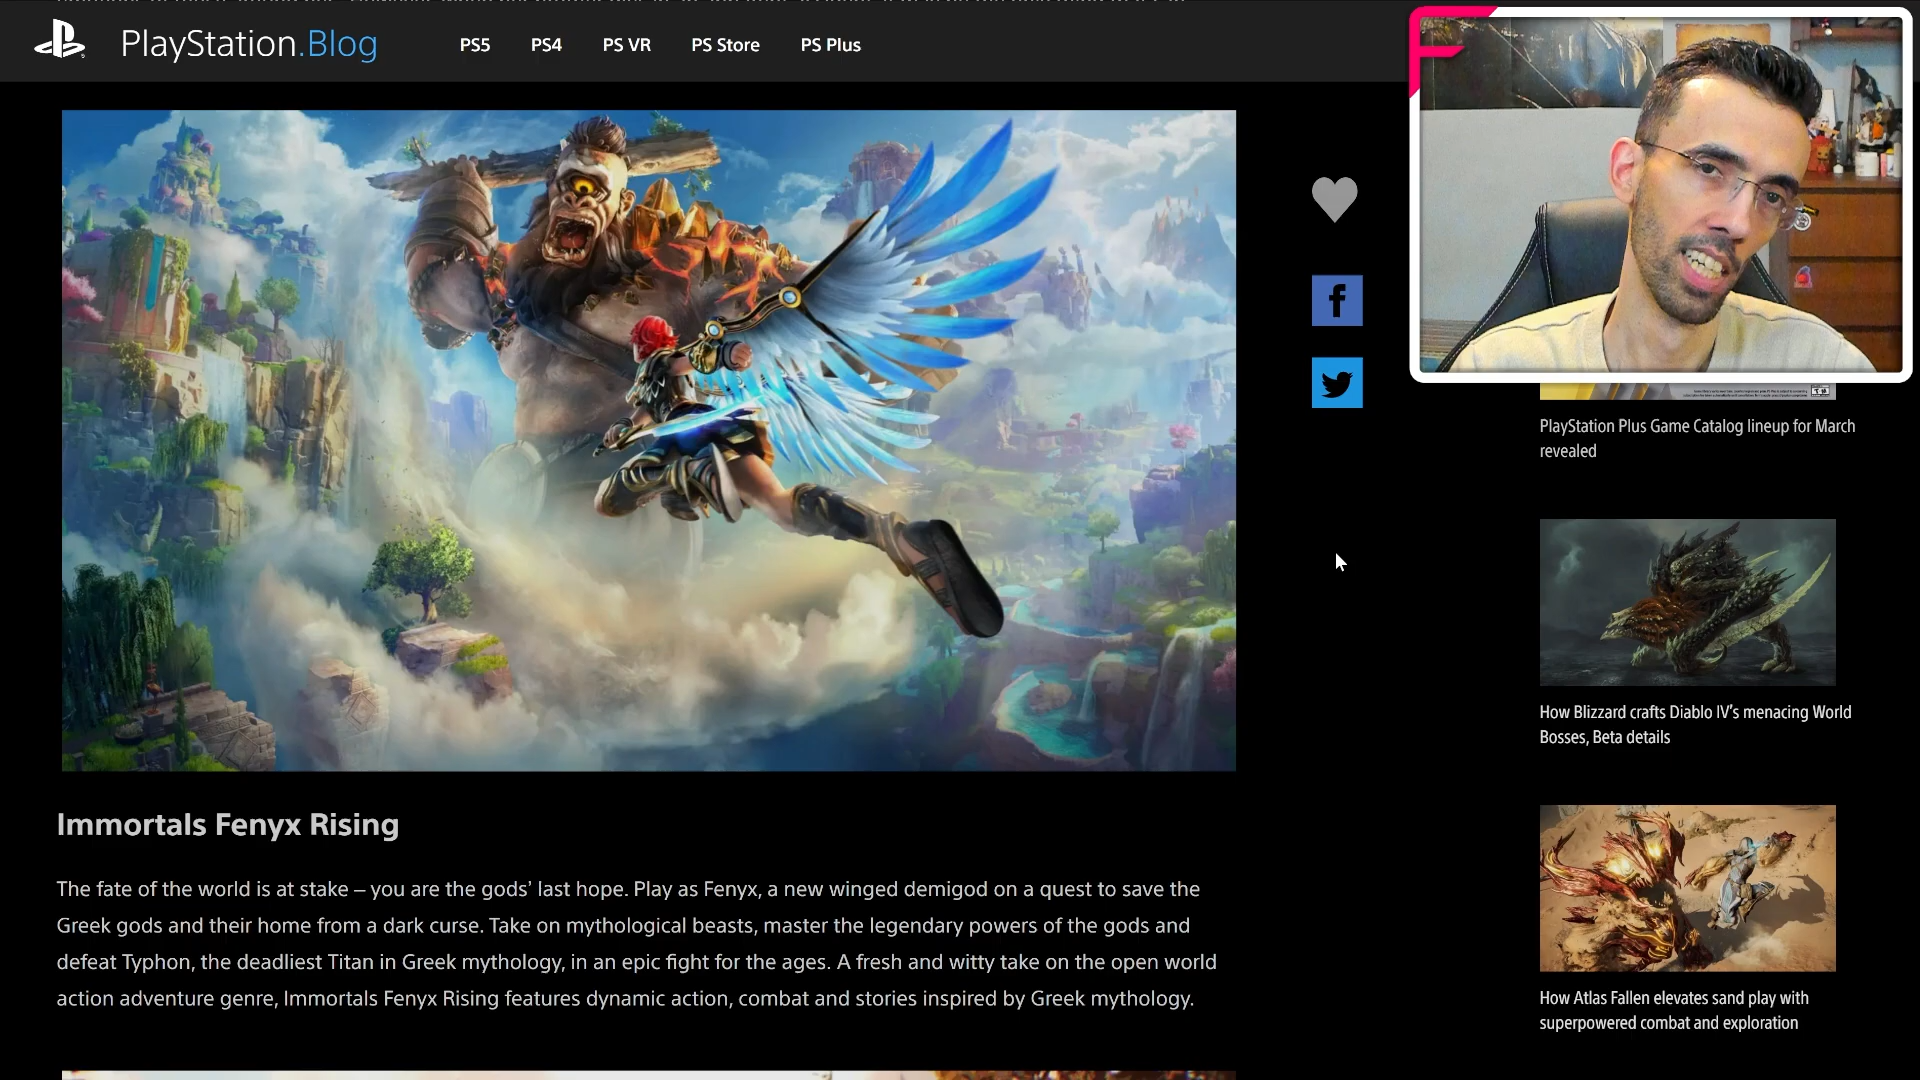 PlayStation.Blog
PS5
PS4
PS VR
PS Store
PS Plus
PlayStation Plus Game Catalog lineup for March
revealed
How Blizzard crafts Diablo IV’s menacing World
Bosses, Beta details
Immortals Fenyx Rising
The fate of the world is at stake – you are the gods’ last hope. Play as Fenyx, a new winged demigod on a quest to save the
Greek gods and their home from a dark curse. Take on mythological beasts, master the legendary powers of the gods and
defeat Typhon, the deadliest Titan in Greek mythology, in an epic fight for the ages. A fresh and witty take on the open world
action adventure genre, Immortals Fenyx Rising features dynamic action, combat and stories inspired by Greek mythology.
How Atlas Fallen elevates sand play with
superpowered combat and exploration